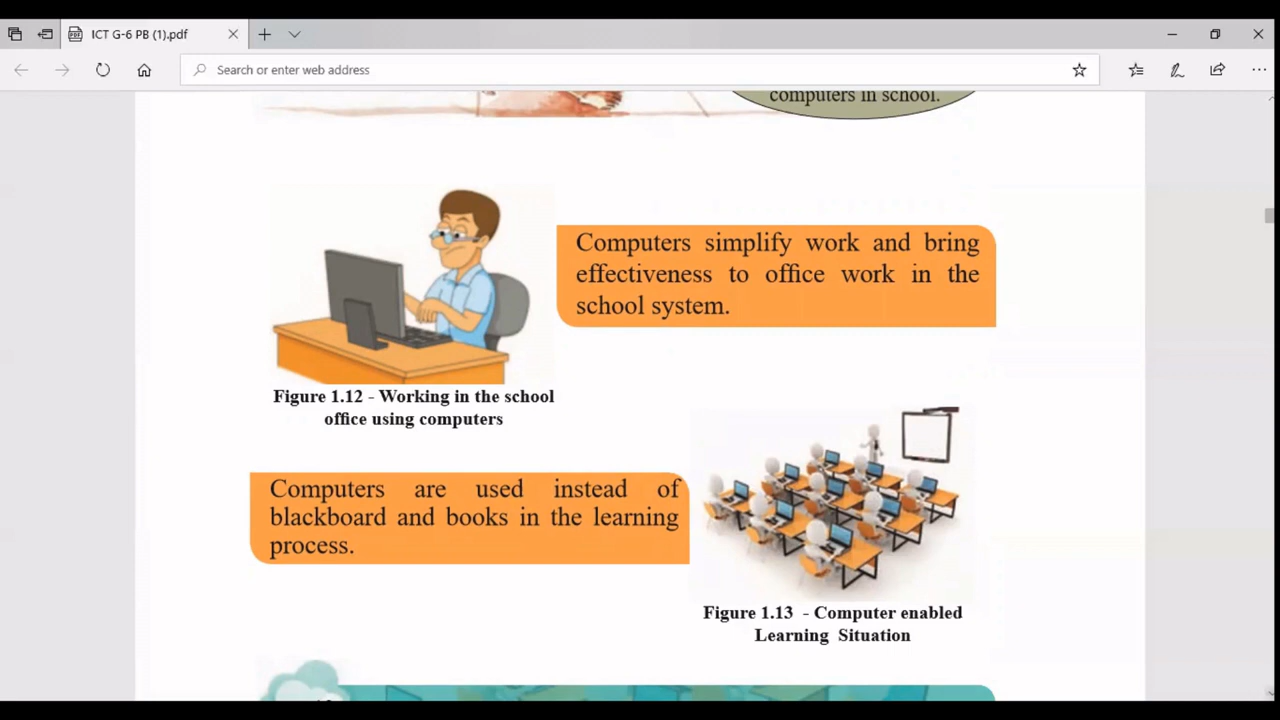 ICT G-6 PB (1).pdf
Search or enter web address
computers in school.
Computers simplify work and bring
effectiveness to office work in the
school system.
Figure 1.12 - Working in the school
office using computers
Computers are used instead of
blackboard and books in the learning
process.
Figure 1.13 - Computer enabled
Learning Situation